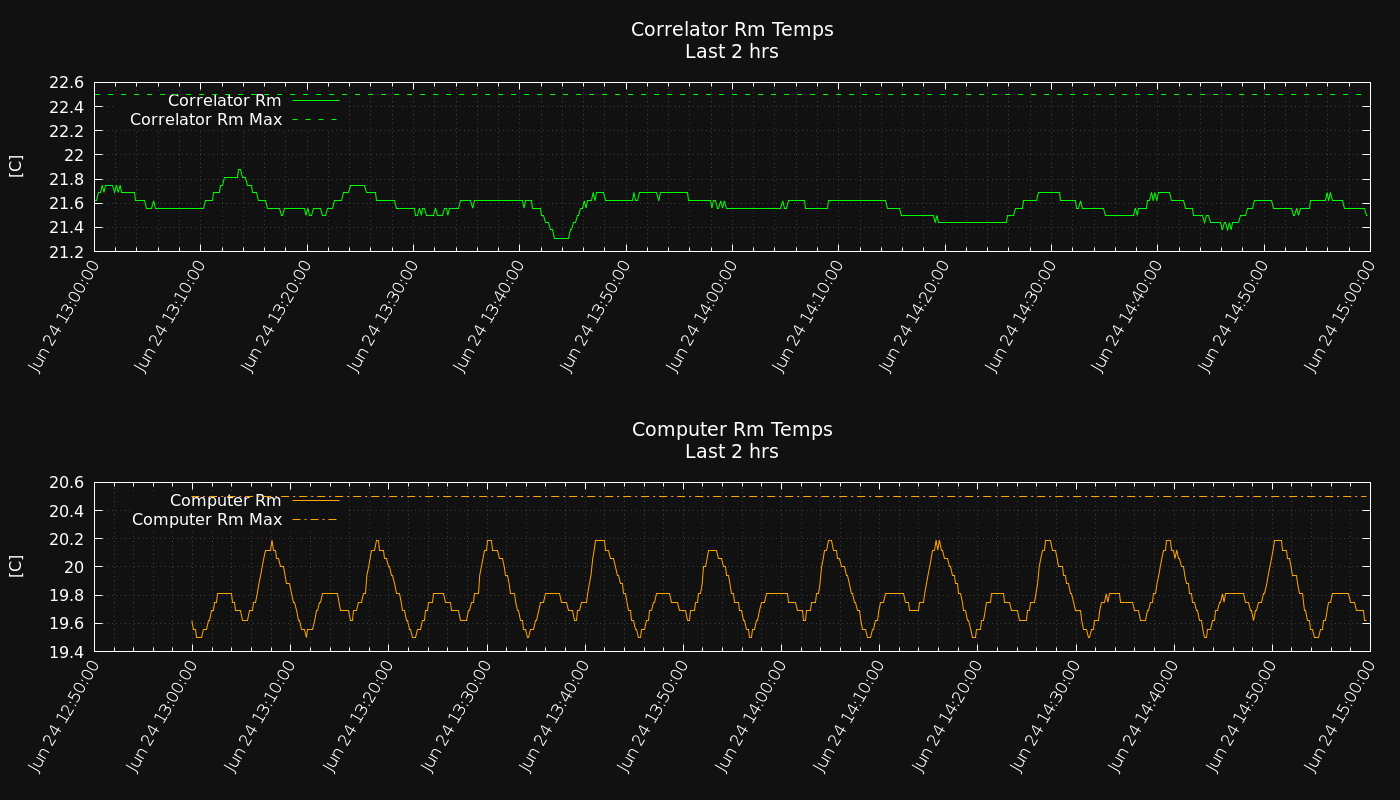 Correlator Rm Temps
Last 2 hrs
22.6
22.4
22.2
22
21.8
21.6
21.4
21.2
[C]
Correlator Rm
Correlator Rm Max
Jun 24 13:00:00
Jun 24 13:10:00
Jun 24 13:20:00
Jun 24 13:30:00
Jun 24 13:40:00
Jun 24 13:50:00
Jun 24 14:00:00
Jun 24 14:10:00
Jun 24 14:20:00
Jun 24 14:30:00
Jun 24 14:40:00
Jun 24 14:50:00
Jun 24 15:00:00
Computer Rm Temps
Last 2 hrs
20.6
20.4
20.2
20
19.8
19.6
19.4
[C]
Computer Rm
Computer Rm Max
Jun 24 12:50:00
Jun 24 13:00:00
Jun 24 13:10:00
Jun 24 13:20:00
Jun 24 13:30:00
Jun 24 13:40:00
Jun 24 13:50:00
Jun 24 14:00:00
Jun 24 14:10:00
Jun 24 14:20:00
Jun 24 14:30:00
Jun 24 14:40:00
Jun 24 14:50:00
Jun 24 15:00:00